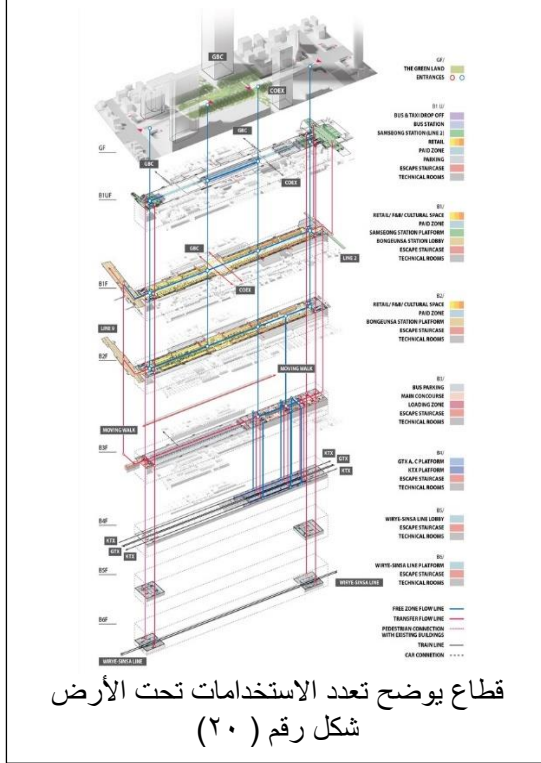 GBC
GF/
THE GREEN LAND
ENTRANCES
COEX
GBC
GF
B1 U/
BUS & TAXI DROP OFF
BUS STATION
SAMSEONG STATION (LINE 2)
RETAIL
PAID ZONE
PARKING
ESCAPE STAIRCASE
TECHNICAL ROOMS
GBC
COEX
B1UF
B1/
RETAIL/ F&B/ CULTURAL SPACE
PAID ZONE
SAMSEONG STATION PLATFORM
BONGEUNSA STATION LOBBY
ESCAPE STAIRCASE
TECHNICAL ROOMS
GBC
LINE 2
COEX
B1F
B2/
RETAIL/ F&B/ CULTURAL SPACE
PAID ZONE
BONGEUNSA STATION PLATFORM
ESCAPE STAIRCASE
TECHNICAL ROOMS
LINE 9
B2F
MOVING WALK
B3/
BUS PARKING
MAIN CONCOURSE
LOADING ZONE
ESCAPE STAIRCASE
TECHNICAL ROOMS
MOVING WALK
B3F
KTX
GTX
KTX
B4/
GTX A, C PLATFORM
KTX PLATFORM
ESCAPE STAIRCASE
TECHNICAL ROOMS
B4F
KTX
GTX
KTX
B5/
WIRYE-SINSA LINE LOBBY
ESCAPE STAIRCASE
TECHNICAL ROOMS
B5F
B6/
WIRYE-SINSA LINE PLATFORM
ESCAPE STAIRCASE
TECHNICAL ROOMS
WIRYE-SINSA LINE
B6F
WIRYE-SINSA LINE
FREE ZONE FLOW LINE
TRANSFER FLOW LINE
PEDESTRIAN CONNECTION
WITH EXISTING BUILDINGS
TRAIN LINE
CAR CONNETION
قطاع يوضح تعدد الاستخدامات تحت الأرض
شكل رقم ( ٢٠)